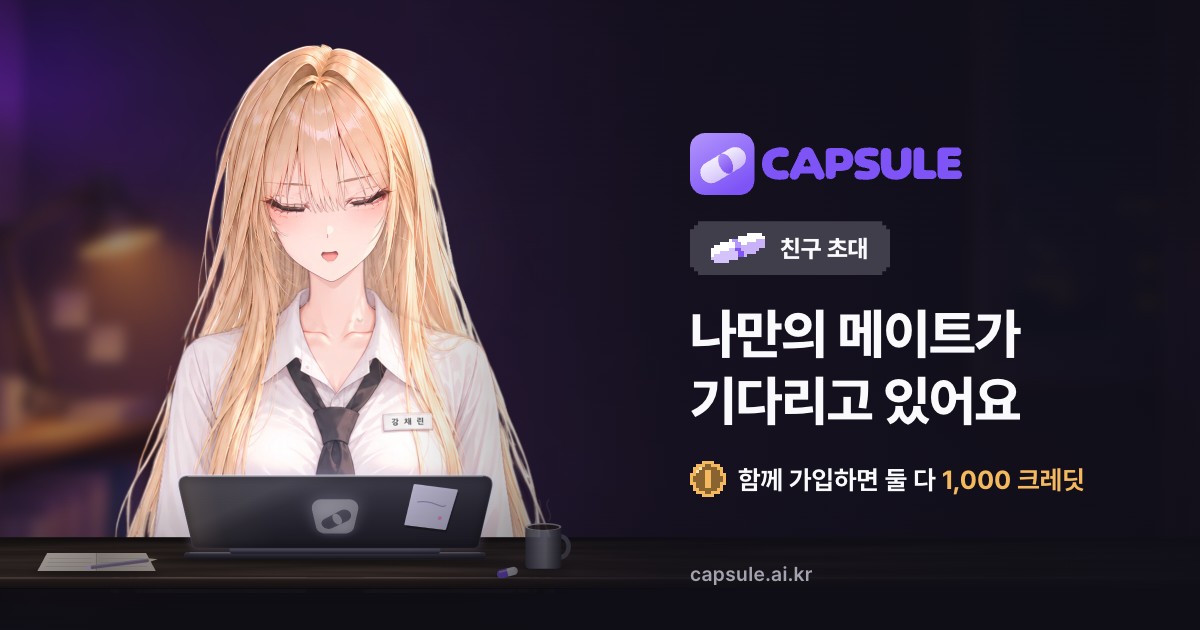 CAPSULE
친구 초대
나만의 메이트가
기다리고 있어요
함께 가입하면 둘 다 1,000 크레딧
강채린
capsule.ai.kr